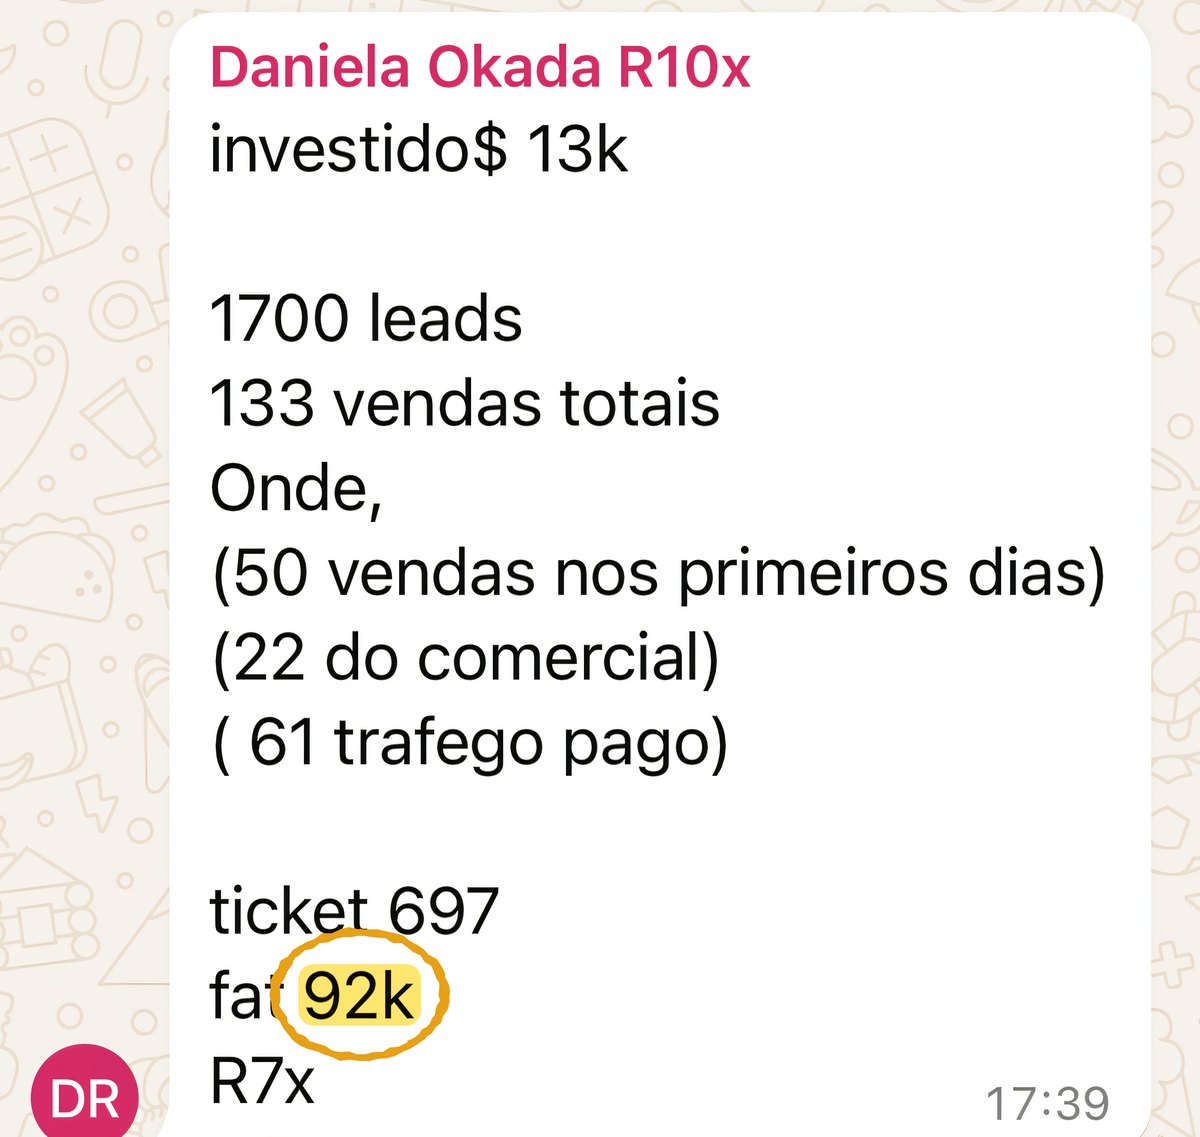 Daniela Okada R10x
investido$ 13k
1700 leads
133 vendas totais
Onde,
(50 vendas nos primeiros dias)
(22 do comercial)
( 61 trafego pago)
ticket 697
fat 92k
R7x
DR
17:39